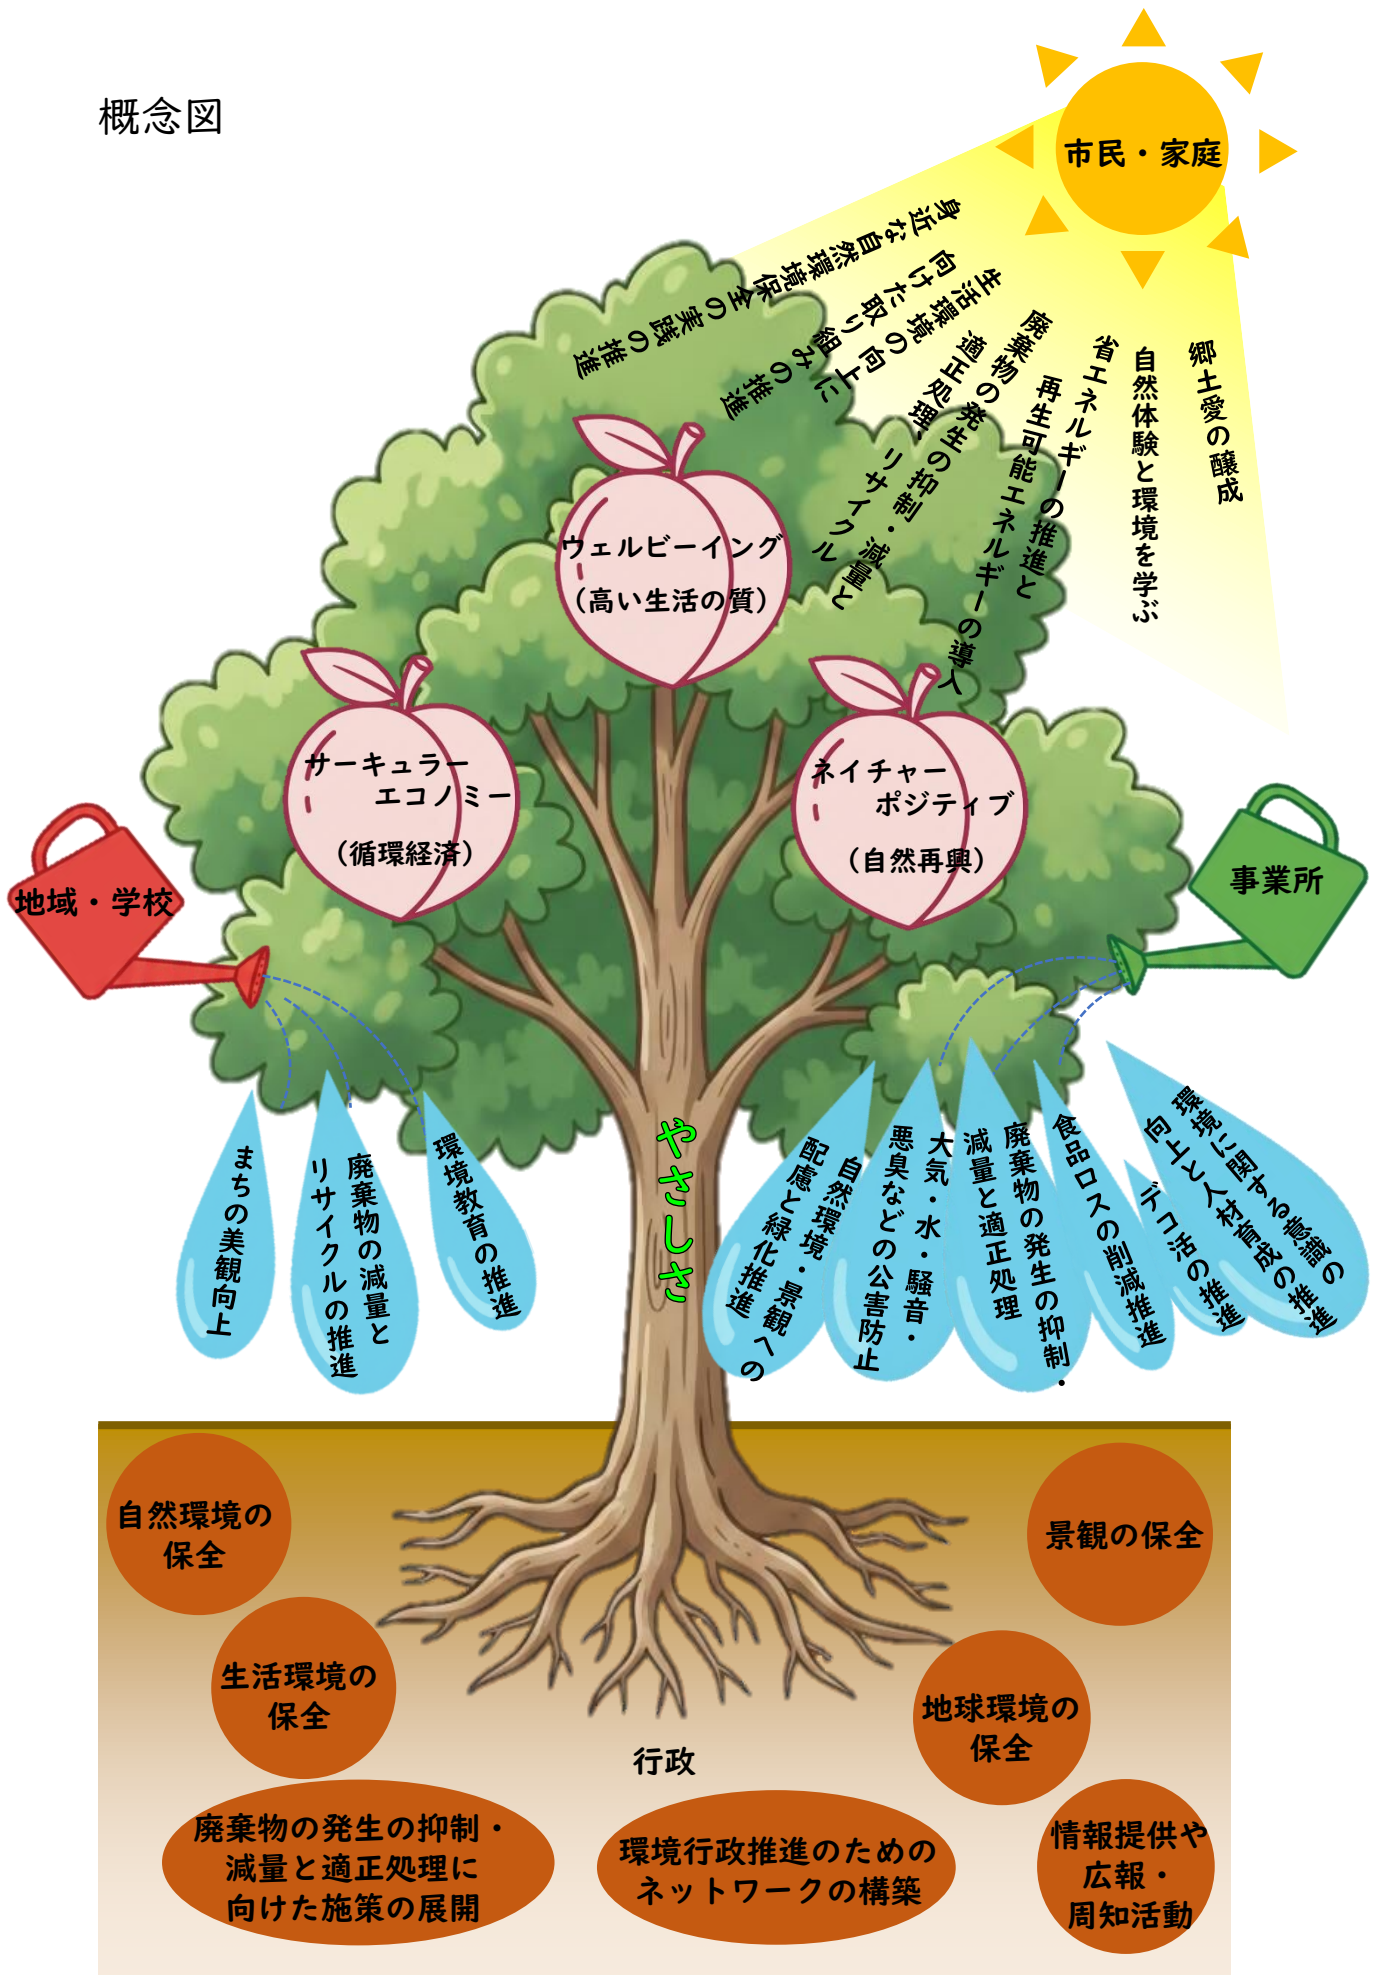 概念図
市民・家庭
身近な自然環境保全の実践の推進
生活環境の向上に
向けた取り組みの推進
廃棄物の発生の抑制・減量と
適正処理、リサイクル
省エネルギーの推進と
再生可能エネルギーの導入
自然体験と環境を学ぶ
郷土愛の醸成
ウェルビーイング
（高い生活の質）
サーキュラー
エコノミー
（循環経済）
ネイチャー
ポジティブ
（自然再興）
地域・学校
事業所
まちの美観向上
廃棄物の減量と
リサイクルの推進
環境教育の推進
やさしさ
自然環境・景観への
配慮と緑化推進
大気・水・騒音・
悪臭などの公害防止
廃棄物の発生の抑制・
減量と適正処理
食品ロスの削減推進
デコ活の推進
環境に関する意識の
向上と人材育成の推進
自然環境の
保全
景観の保全
生活環境の
保全
地球環境の
保全
行政
廃棄物の発生の抑制・
減量と適正処理に
向けた施策の展開
環境行政推進のための
ネットワークの構築
情報提供や
広報・
周知活動